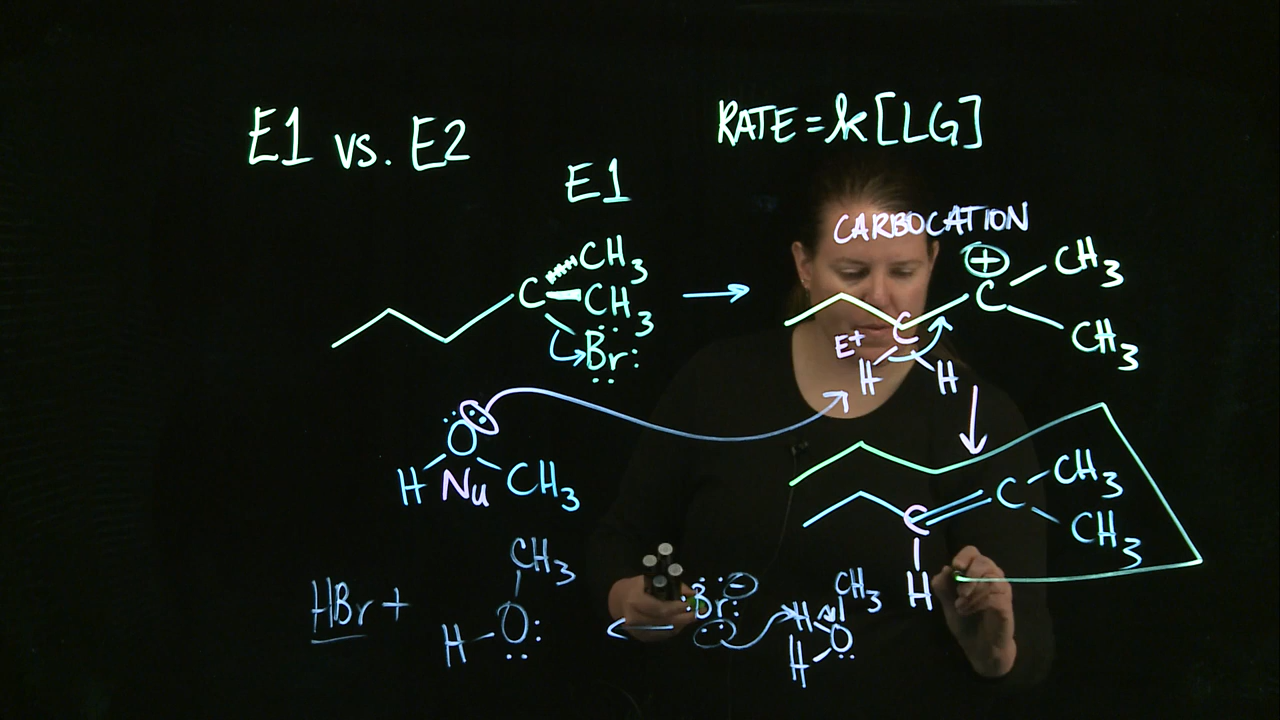 E1 vs. E2
RATE = k[LG]
E1
CARBOCATION
C CH3
CH3
Br
+
C CH3
CH3
C
E+
H H
O
H Nu CH3
C C CH3
CH3
H
HBr +
CH3
H O
Br −
CH3
H O
H